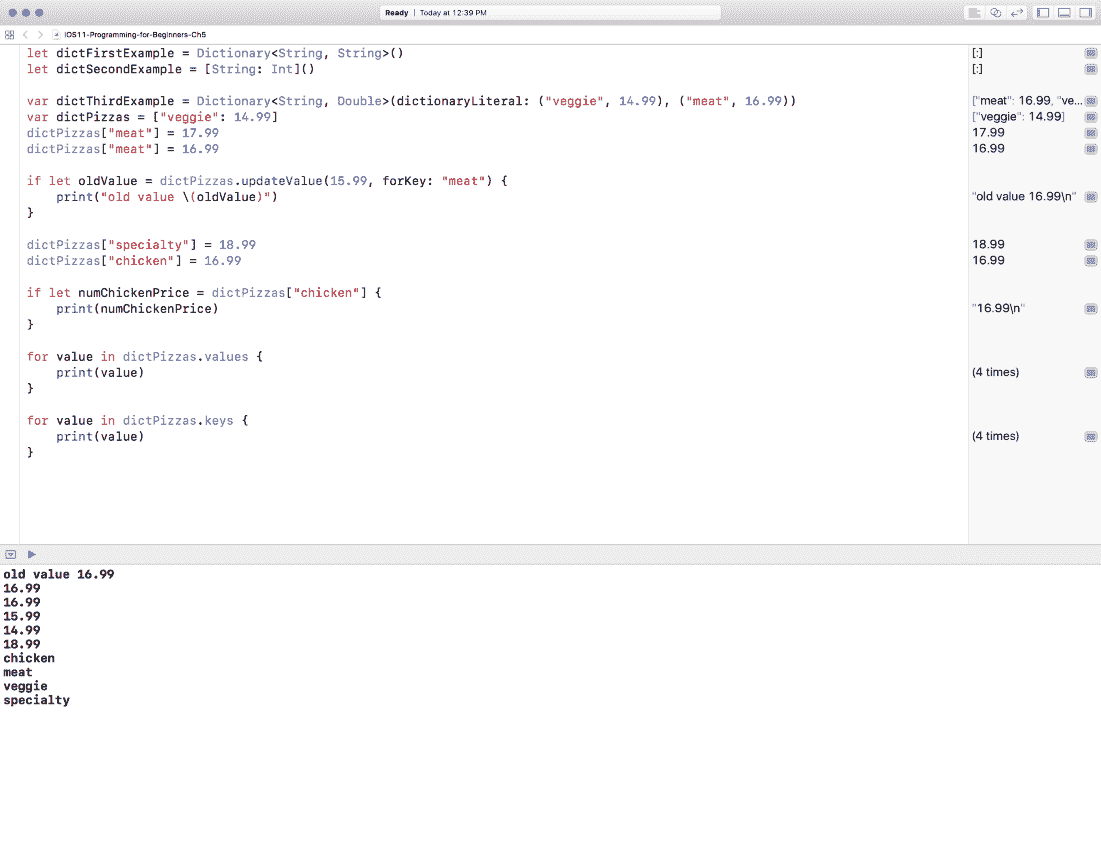 Ready | Today at 12:39 PM
iOS11-Programming-for-Beginners-Ch5
let dictFirstExample = Dictionary<String, String>()
[:]
let dictSecondExample = [String: Int]()
[:]
var dictThirdExample = Dictionary<String, Double>(dictionaryLiteral: ("veggie", 14.99), ("meat", 16.99))
["meat": 16.99, "ve...
var dictPizzas = ["veggie": 14.99]
["veggie": 14.99]
dictPizzas["meat"] = 17.99
17.99
dictPizzas["meat"] = 16.99
16.99
if let oldValue = dictPizzas.updateValue(15.99, forKey: "meat") {
print("old value \(oldValue)")
"old value 16.99\n"
}
dictPizzas["specialty"] = 18.99
18.99
dictPizzas["chicken"] = 16.99
16.99
if let numChickenPrice = dictPizzas["chicken"] {
print(numChickenPrice)
"16.99\n"
}
for value in dictPizzas.values {
print(value)
(4 times)
}
for value in dictPizzas.keys {
print(value)
(4 times)
}
old value 16.99
16.99
16.99
15.99
14.99
18.99
chicken
meat
veggie
specialty